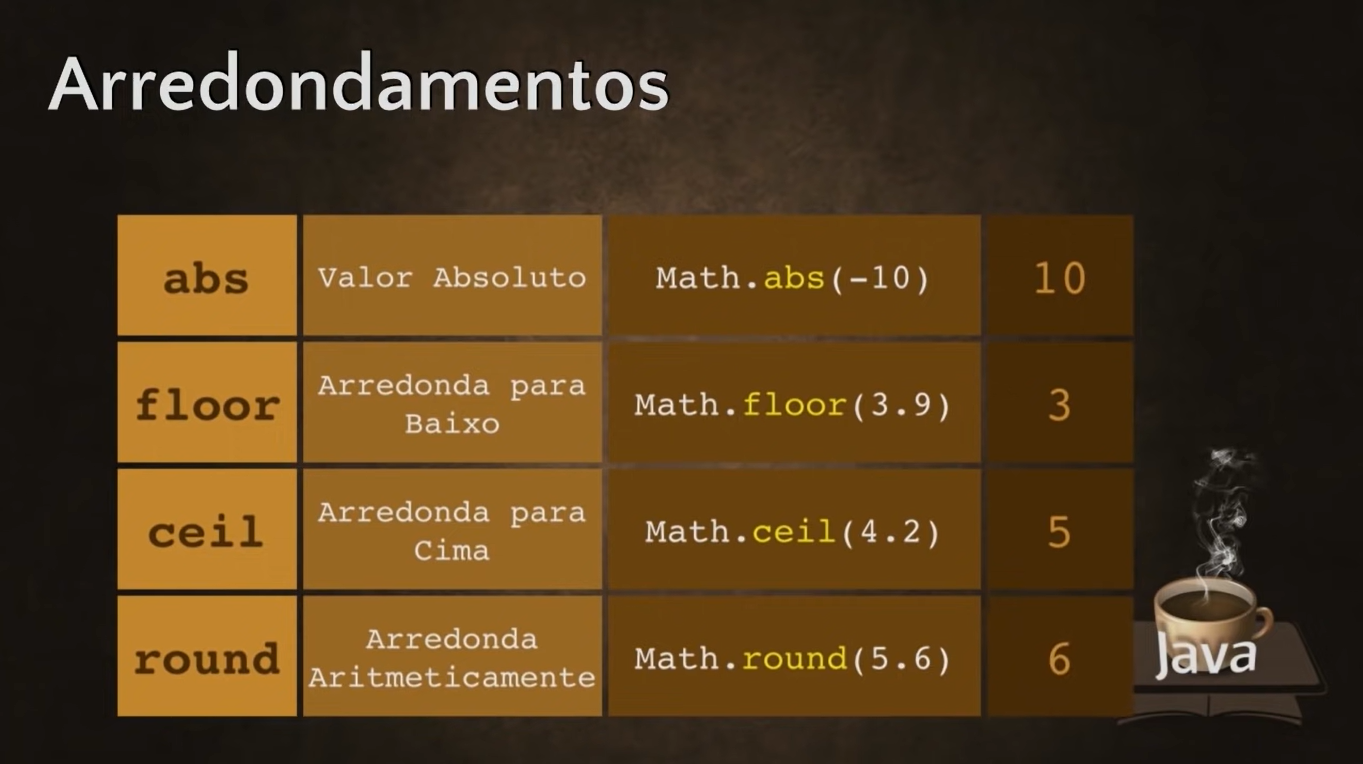 Arredondamentos
abs
Valor Absoluto
Math.abs(-10)
10
floor
Arredonda para
Baixo
Math.floor(3.9)
3
ceil
Arredonda para
Cima
Math.ceil(4.2)
5
round
Arredonda
Aritmeticamente
Math.round(5.6)
6
Java